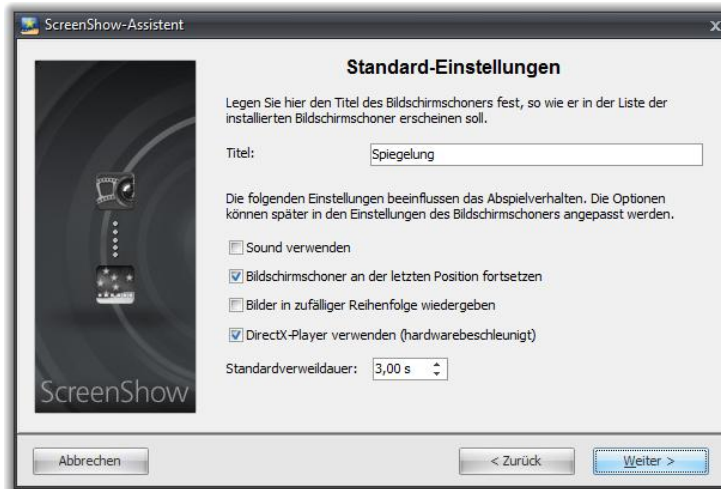 ScreenShow-Assistent
Standard-Einstellungen
Legen Sie hier den Titel des Bildschirmschoners fest, so wie er in der Liste der
installierten Bildschirmschoner erscheinen soll.
Titel: Spiegelung
Die folgenden Einstellungen beeinflussen das Abspielverhalten. Die Optionen
können später in den Einstellungen des Bildschirmschoners angepasst werden.
Sound verwenden
Bildschirmschoner an der letzten Position fortsetzen
Bilder in zufälliger Reihenfolge wiedergeben
DirectX-Player verwenden (hardwarebeschleunigt)
Standardverweildauer: 3,00 s
ScreenShow
Abbrechen < Zurück Weiter >